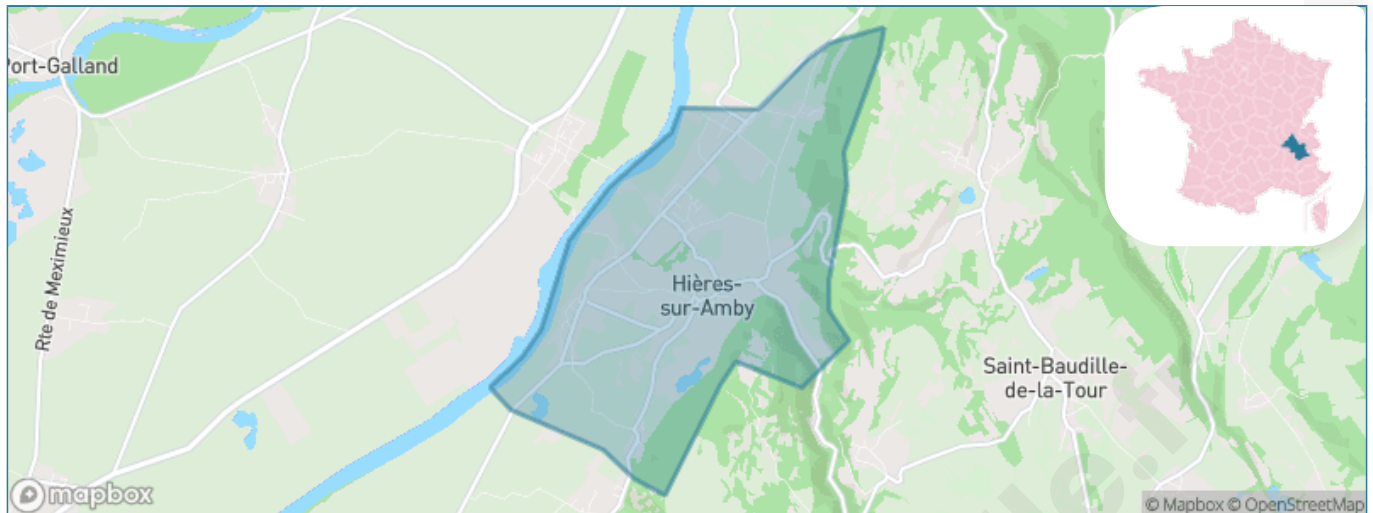 Port-Galland
Rte de Meximieux
Hières-
sur-Amby
Saint-Baudille-
de-la-Tour
mapbox
© Mapbox © OpenStreetMap